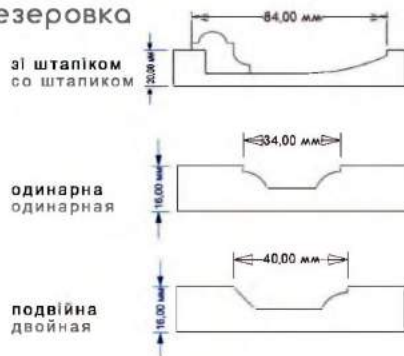 езеровка
84,00 мм
зі штапіком
со штапиком
20,00 мм
34,00 мм
одинарна
одинарная
16,00 мм
40,00 мм
подвійна
двойная
16,00 мм